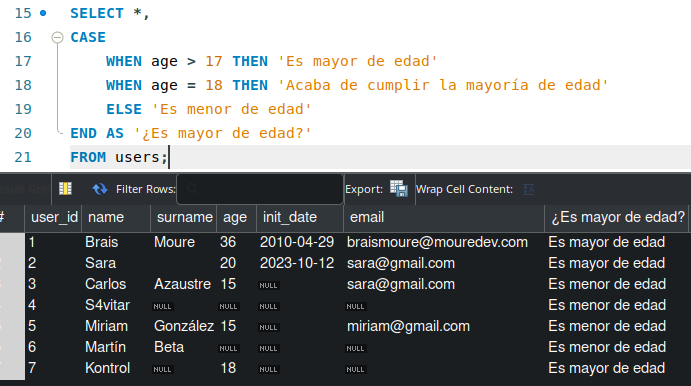 15 SELECT *,
16 CASE
17 WHEN age > 17 THEN 'Es mayor de edad'
18 WHEN age = 18 THEN 'Acaba de cumplir la mayoría de edad'
19 ELSE 'Es menor de edad'
20 END AS '¿Es mayor de edad?'
21 FROM users;
Filter Rows: Export: Wrap Cell Content:
# user_id name surname age init_date email ¿Es mayor de edad?
1 Brais Moure 36 2010-04-29 braismoure@mouredev.com Es mayor de edad
2 Sara 20 2023-10-12 sara@gmail.com Es mayor de edad
3 Carlos Azaustre 15 NULL sara@gmail.com Es menor de edad
4 S4vitar NULL NULL NULL NULL Es menor de edad
5 Miriam González 15 NULL miriam@gmail.com Es menor de edad
6 Martín Beta NULL NULL NULL Es menor de edad
7 Kontrol NULL 18 NULL NULL Es mayor de edad